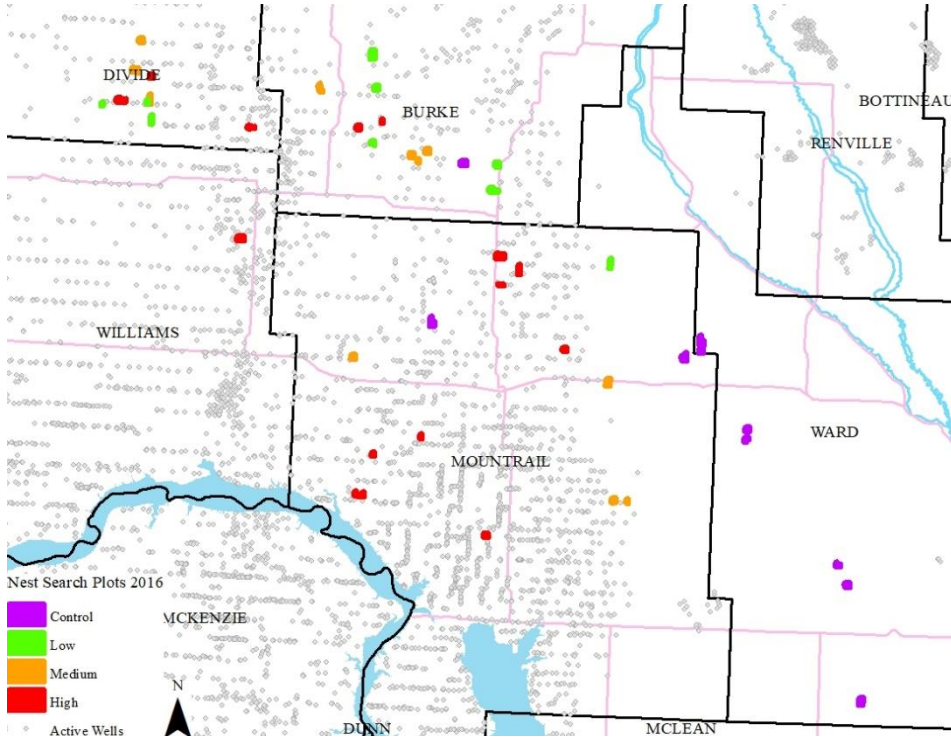 DIVIDE
BURKE
BOTTINEAU
RENVILLE
WILLIAMS
WARD
MOUNTRAIL
Nest Search Plots 2016
Control
MCKENZIE
Low
Medium
N
High
Active Wells
DUNN
MCLEAN